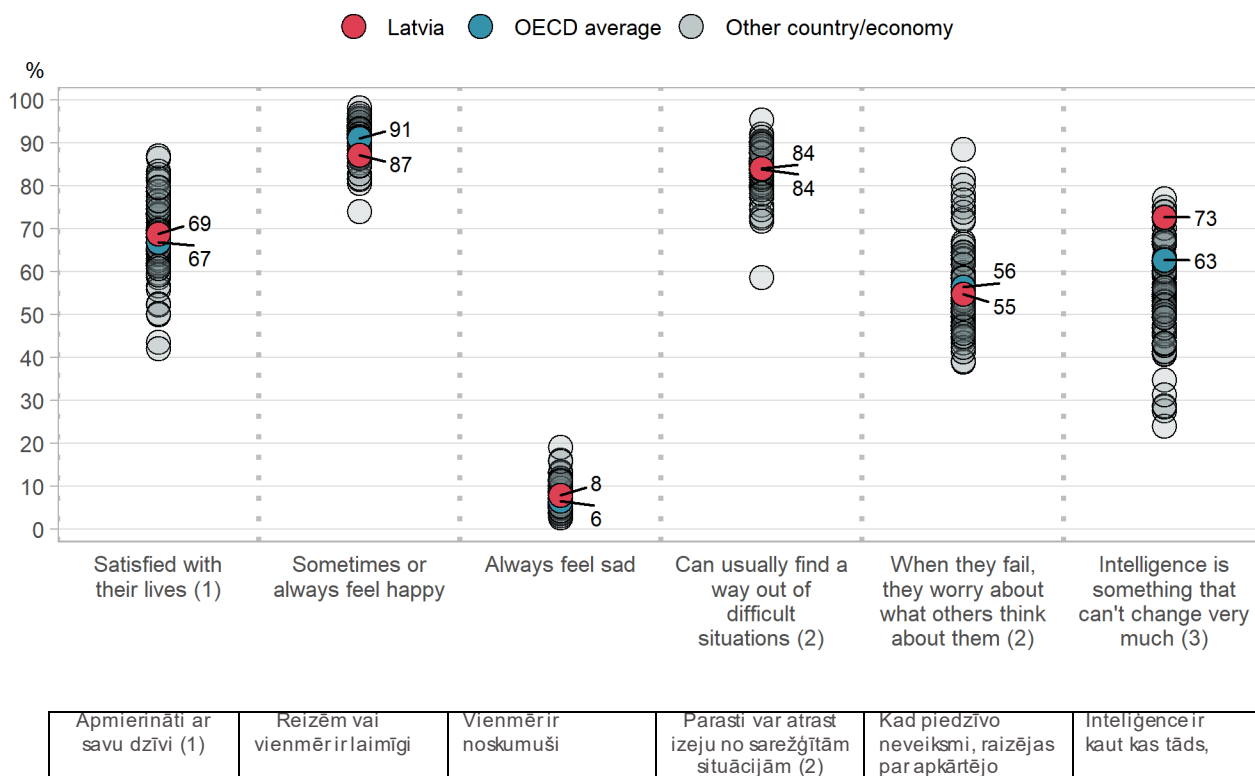 Latvia OECD average Other country/economy
%
100
90
80
70
60
50
40
30
20
10
0
69
67
91
87
8
6
84
84
56
55
73
63
Satisfied with
their lives (1)
Sometimes or
always feel happy
Always feel sad
Can usually find a
way out of
difficult
situations (2)
When they fail,
they worry about
what others think
about them (2)
Intelligence is
something that
can't change very
much (3)
Apmierināti ar
savu dzīvi (1)
Reizēm vai
vienmēr ir laimīgi
Vienmēr ir
noskumuši
Parasti var atrast
izeju no sarežģītām
situācijām (2)
Kad piedzīvo
neveiksmi, raizējas
par apkārtējo
Inteliģence ir
kaut kas tāds,